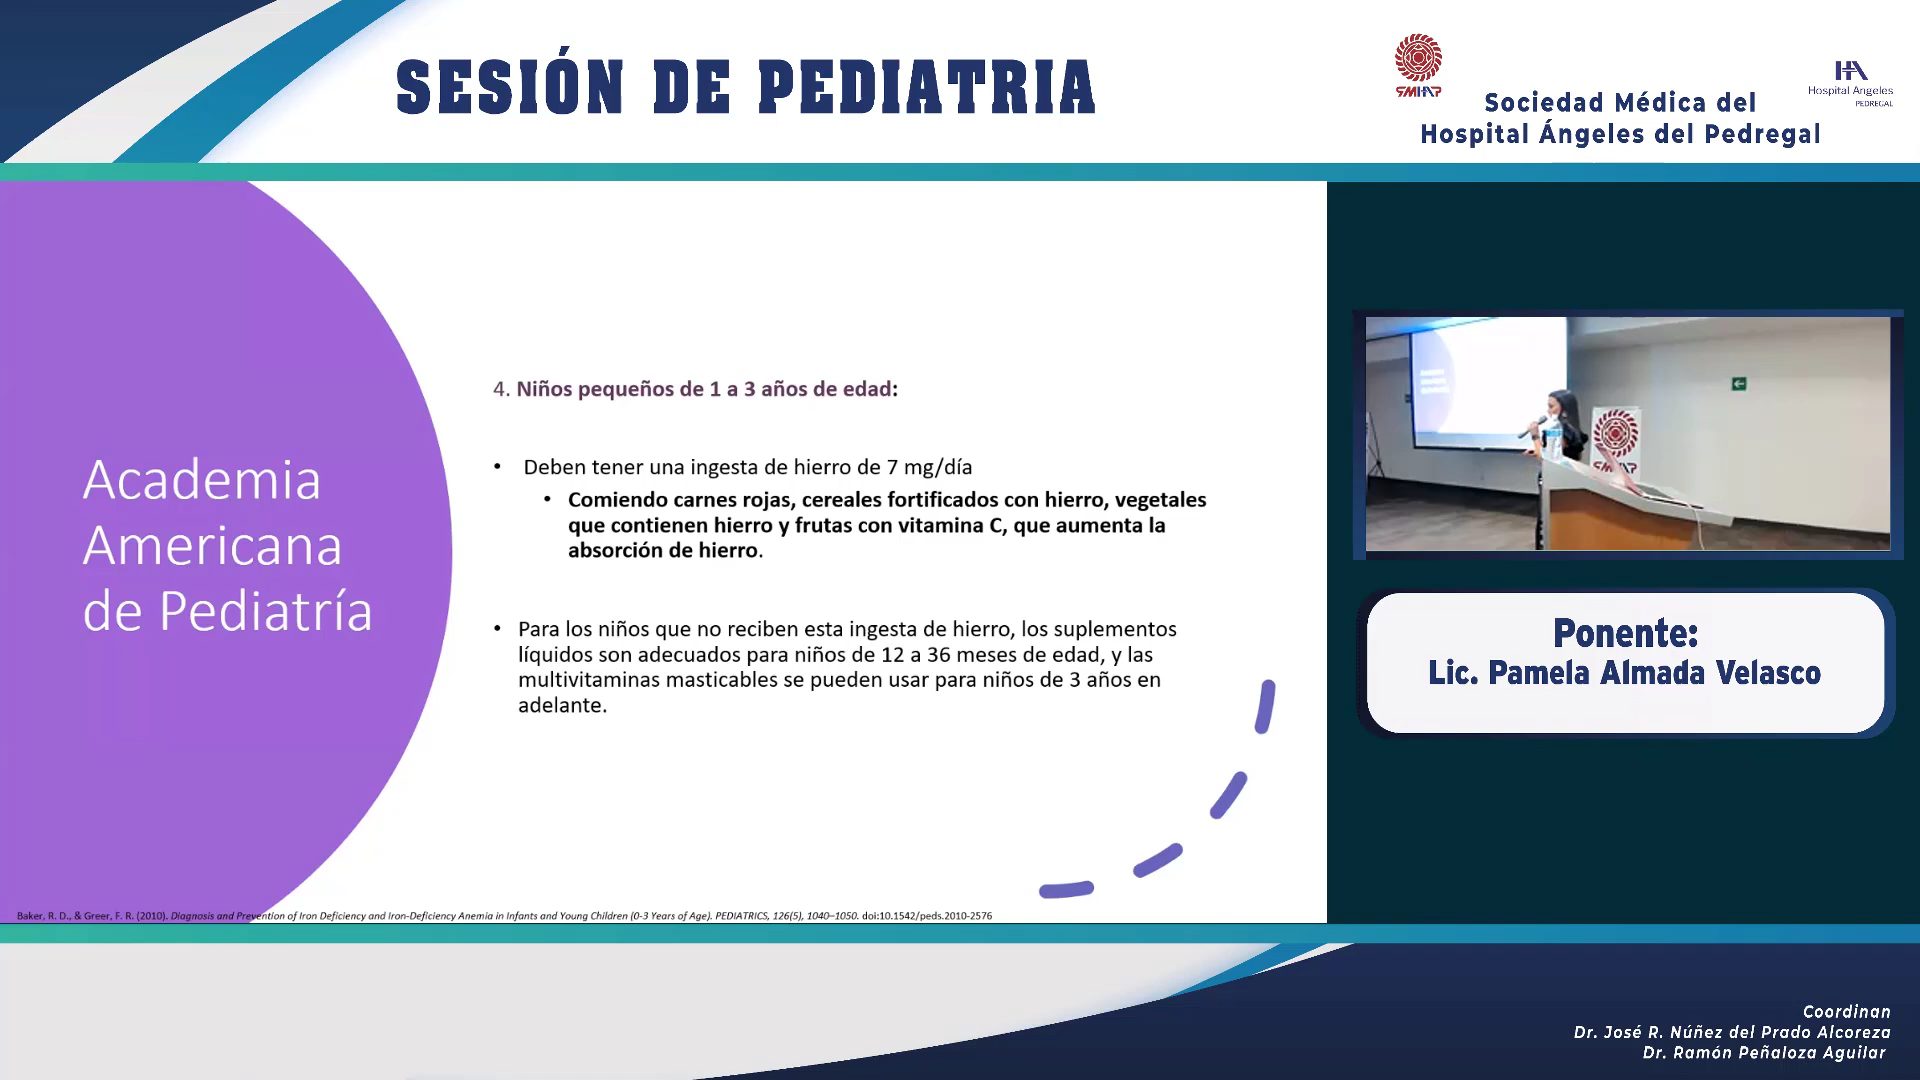 SESIÓN DE PEDIATRIA
SMHAP
Sociedad Médica del
Hospital Ángeles del Pedregal
HA
Hospital Angeles
PEDREGAL
Academia
Americana
de Pediatría
4. Niños pequeños de 1 a 3 años de edad:
• Deben tener una ingesta de hierro de 7 mg/día
• Comiendo carnes rojas, cereales fortificados con hierro, vegetales
que contienen hierro y frutas con vitamina C, que aumenta la
absorción de hierro.
• Para los niños que no reciben esta ingesta de hierro, los suplementos
líquidos son adecuados para niños de 12 a 36 meses de edad, y las
multivitaminas masticables se pueden usar para niños de 3 años en
adelante.
Baker, R. D., & Greer, F. R. (2010). Diagnosis and Prevention of Iron Deficiency and Iron-Deficiency Anemia in Infants and Young Children (0-3 Years of Age). PEDIATRICS, 126(5), 1040–1050. doi:10.1542/peds.2010-2576
SMHAP
Ponente:
Lic. Pamela Almada Velasco
Coordinan
Dr. José R. Núñez del Prado Alcoreza
Dr. Ramón Peñaloza Aguilar